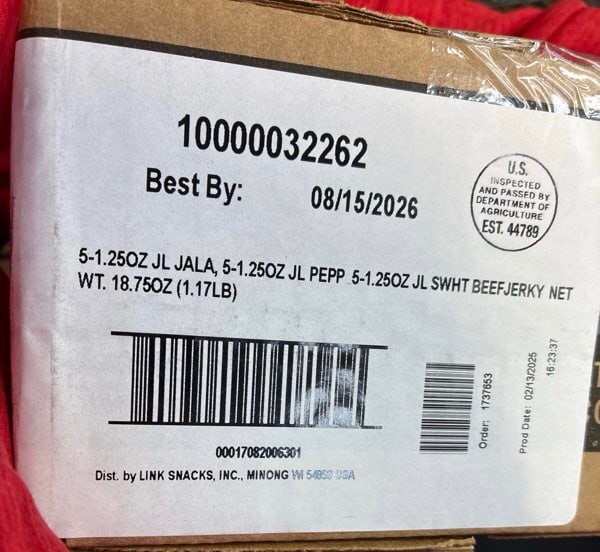 10000032262
Best By: 08/15/2026
U.S.
INSPECTED
AND PASSED BY
DEPARTMENT OF
AGRICULTURE
EST. 44789
5-1.25OZ JL JALA, 5-1.25OZ JL PEPP 5-1.25OZ JL SWHT BEEFJERKY NET
WT. 18.75OZ (1.17LB)
00017082006301
Dist. by LINK SNACKS, INC., MINONG WI 54859 USA
Order: 1737653
Prod Date: 02/13/2025
16:23:37